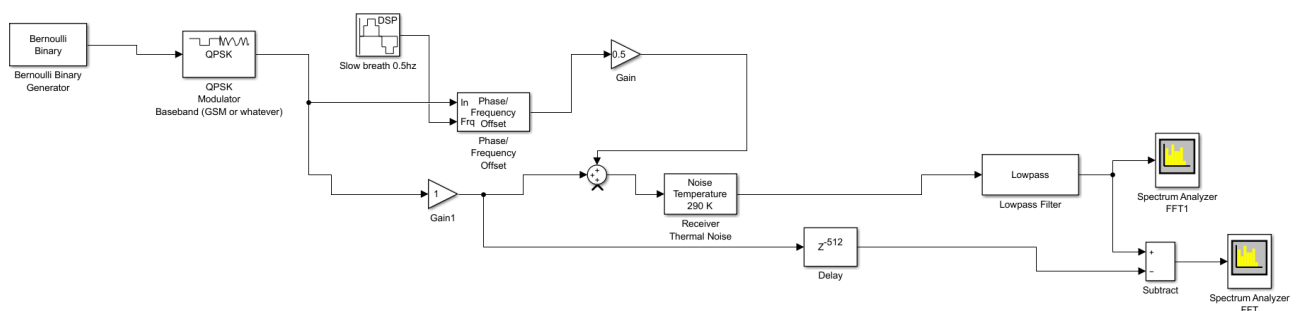 Bernoulli
Binary
Bernoulli Binary
Generator
QPSK
QPSK
Modulator
Baseband (GSM or whatever)
DSP
Slow breath 0.5hz
In
Frq
Phase/
Frequency
Offset
Phase/
Frequency
Offset
0.5
Gain
1
Gain1
+
+
+
Noise
Temperature
290 K
Receiver
Thermal Noise
Z-512
Delay
Lowpass
Lowpass Filter
Spectrum Analyzer
FFT1
+
−
Subtract
Spectrum Analyzer
FFT